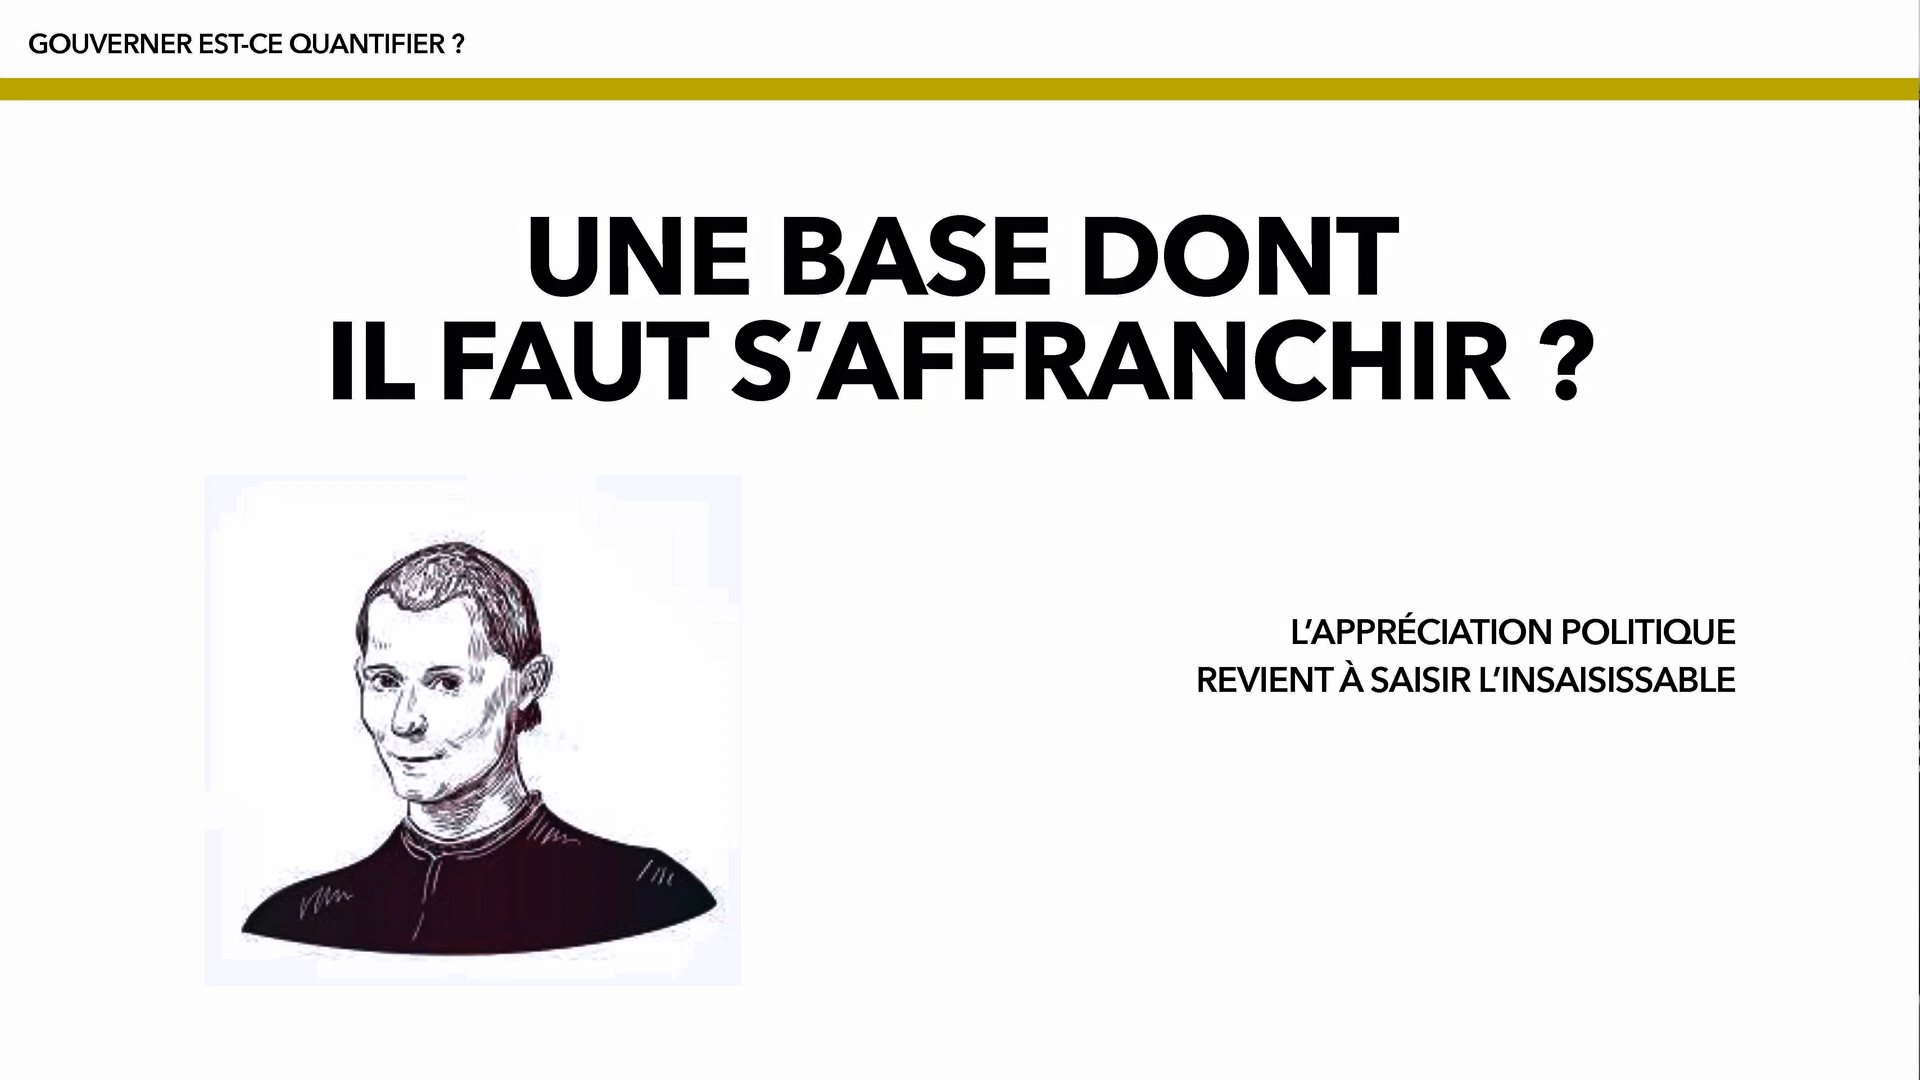 GOUVERNER EST-CE QUANTIFIER ?
UNE BASE DONT
IL FAUT S’AFFRANCHIR ?
L’APPRÉCIATION POLITIQUE
REVIENT À SAISIR L’INSAISISSABLE